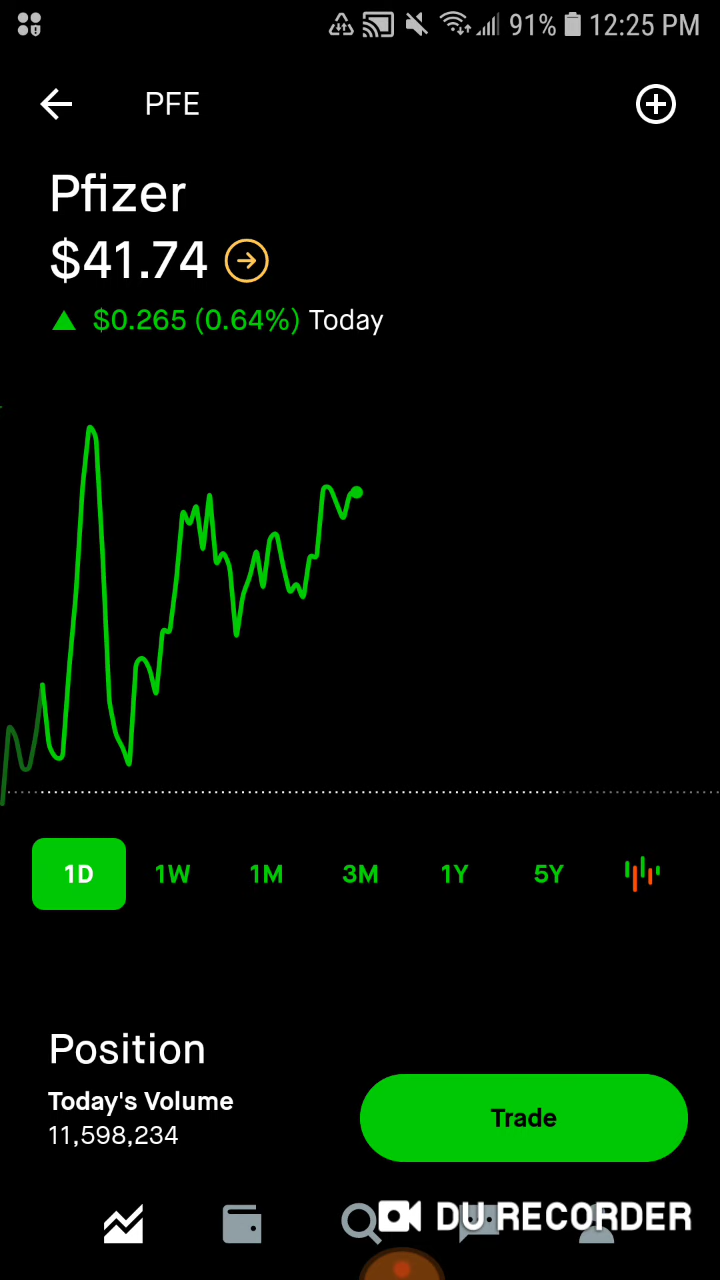 91% 12:25 PM
PFE
Pfizer
$41.74
$0.265 (0.64%) Today
1D 1W 1M 3M 1Y 5Y
Position
Today's Volume
11,598,234
Trade
DU RECORDER